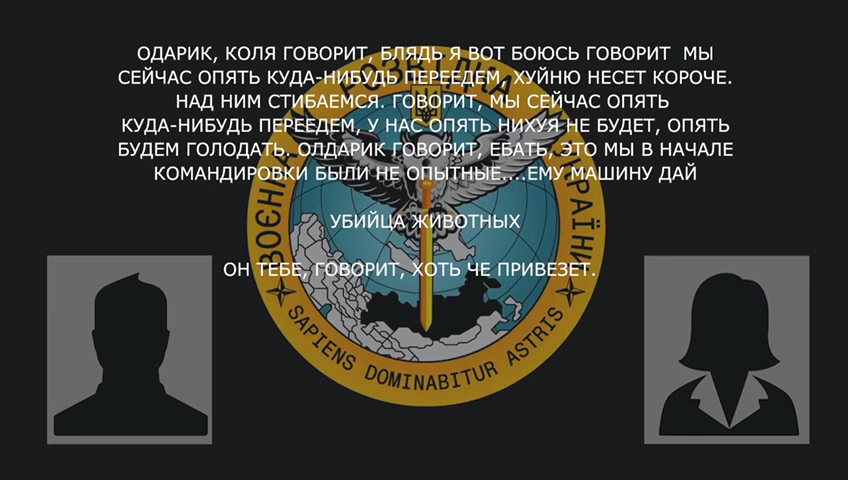 ОДАРИК, КОЛЯ ГОВОРИТ, БЛЯДЬ Я ВОТ БОЮСЬ ГОВОРИТ МЫ
СЕЙЧАС ОПЯТЬ КУДА-НИБУДЬ ПЕРЕЕДЕМ, ХУЙНЮ НЕСЕТ КОРОЧЕ.
НАД НИМ СТИБАЕМСЯ. ГОВОРИТ, МЫ СЕЙЧАС ОПЯТЬ
КУДА-НИБУДЬ ПЕРЕЕДЕМ, У НАС ОПЯТЬ НИХУЯ НЕ БУДЕТ, ОПЯТЬ
БУДЕМ ГОЛОДАТЬ. ОЛДАРИК ГОВОРИТ, ЕБАТЬ, ЭТО МЫ В НАЧАЛЕ
КОМАНДИРОВКИ БЫЛИ НЕ ОПЫТНЫЕ....ЕМУ МАШИНУ ДАЙ
УБИЙЦА ЖИВОТНЫХ
ОН ТЕБЕ, ГОВОРИТ, ХОТЬ ЧЕ ПРИВЕЗЕТ.
ВОЄННА РОЗВІДКА УКРАЇНИ
SAPIENS DOMINABITUR ASTRIS